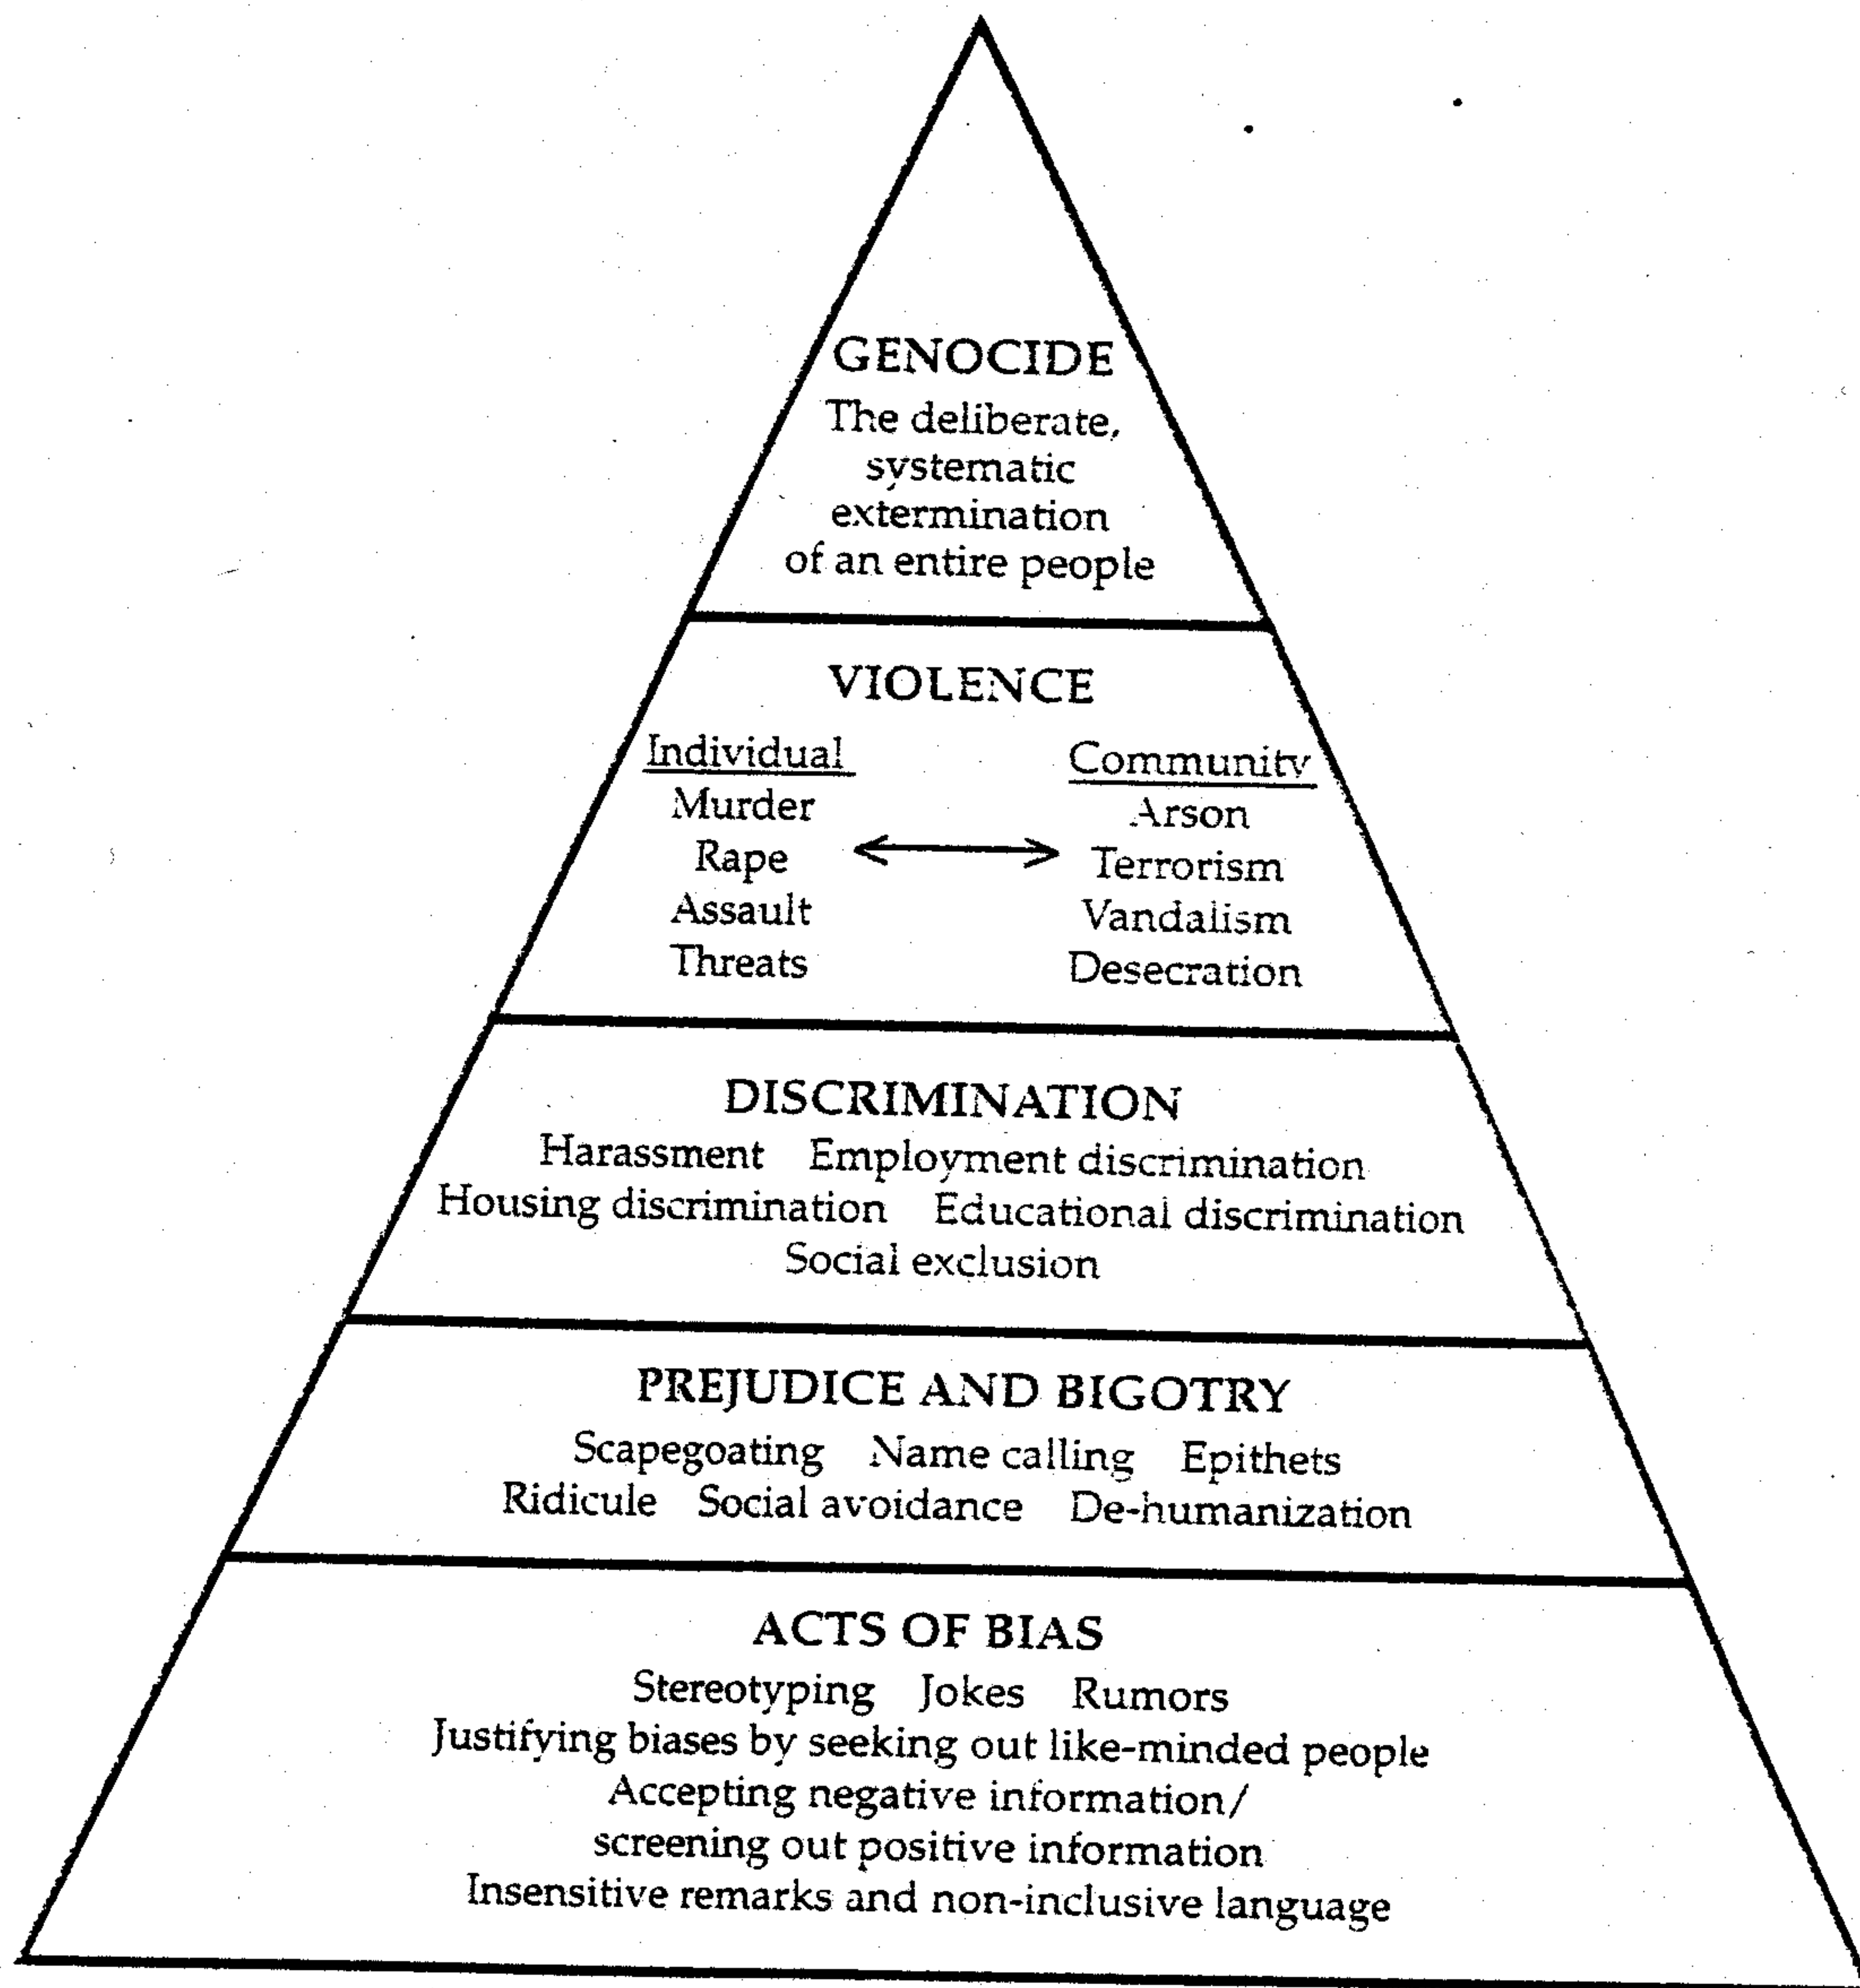 GENOCIDE
The deliberate,
systematic
extermination
of an entire people
VIOLENCE
Individual Community
Murder Arson
Rape Terrorism
Assault Vandalism
Threats Desecration
DISCRIMINATION
Harassment Employment discrimination
Housing discrimination Educational discrimination
Social exclusion
PREJUDICE AND BIGOTRY
Scapegoating Name calling Epithets
Ridicule Social avoidance De-humanization
ACTS OF BIAS
Stereotyping Jokes Rumors
Justifying biases by seeking out like-minded people
Accepting negative information/
screening out positive information
Insensitive remarks and non-inclusive language